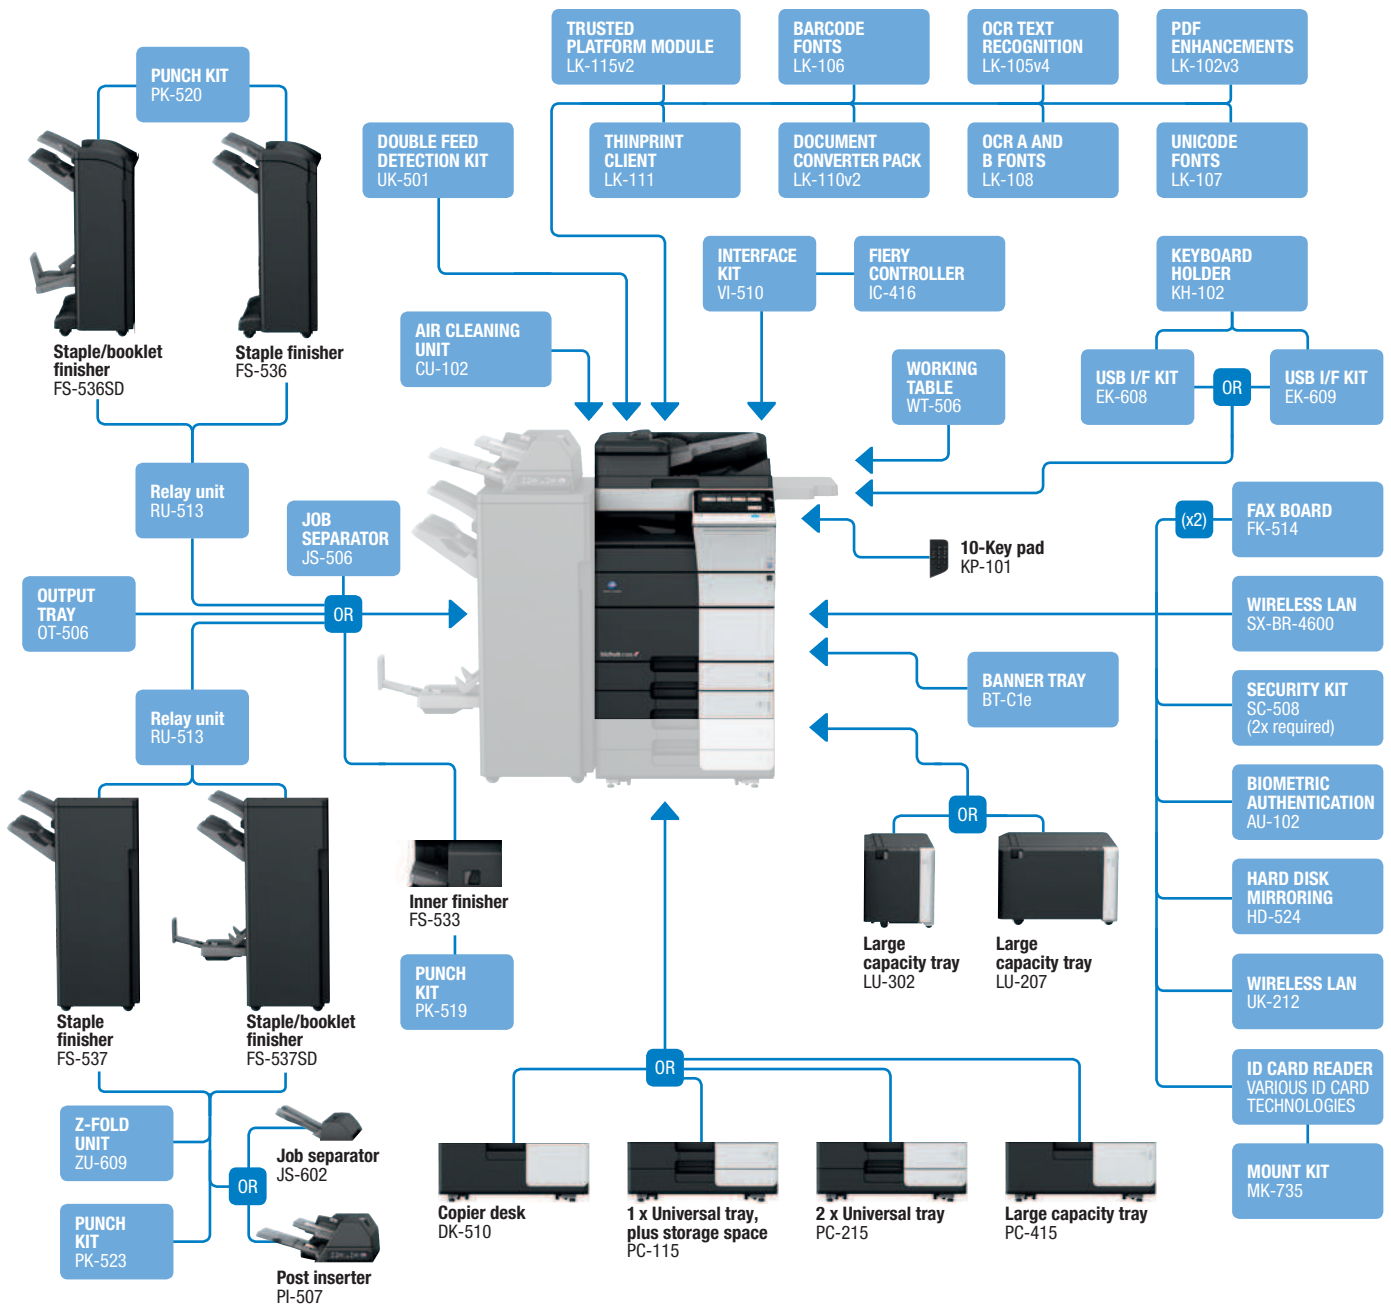 TRUSTED
PLATFORM MODULE
LK-115v2
BARCODE
FONTS
LK-106
OCR TEXT
RECOGNITION
LK-105v4
PDF
ENHANCEMENTS
LK-102v3
PUNCH KIT
PK-520
DOUBLE FEED
DETECTION KIT
UK-501
THINPRINT
CLIENT
LK-111
DOCUMENT
CONVERTER PACK
LK-110v2
OCR A AND
B FONTS
LK-108
UNICODE
FONTS
LK-107
INTERFACE
KIT
VI-510
FIERY
CONTROLLER
IC-416
KEYBOARD
HOLDER
KH-102
AIR CLEANING
UNIT
CU-102
Staple/booklet
finisher
FS-536SD
Staple finisher
FS-536
WORKING
TABLE
WT-506
USB I/F KIT
EK-608
OR
USB I/F KIT
EK-609
Relay unit
RU-513
JOB
SEPARATOR
JS-506
(x2)
FAX BOARD
FK-514
10-Key pad
KP-101
OUTPUT
TRAY
OT-506
OR
WIRELESS LAN
SX-BR-4600
BANNER TRAY
BT-C1e
SECURITY KIT
SC-508
(2x required)
Relay unit
RU-513
BIOMETRIC
AUTHENTICATION
AU-102
OR
HARD DISK
MIRRORING
HD-524
Inner finisher
FS-533
Large
capacity tray
LU-302
Large
capacity tray
LU-207
PUNCH
KIT
PK-519
WIRELESS LAN
UK-212
Staple
finisher
FS-537
Staple/booklet
finisher
FS-537SD
OR
ID CARD READER
VARIOUS ID CARD
TECHNOLOGIES
Z-FOLD
UNIT
ZU-609
Job separator
JS-602
OR
MOUNT KIT
MK-735
PUNCH
KIT
PK-523
Post inserter
PI-507
Copier desk
DK-510
1 x Universal tray,
plus storage space
PC-115
2 x Universal tray
PC-215
Large capacity tray
PC-415